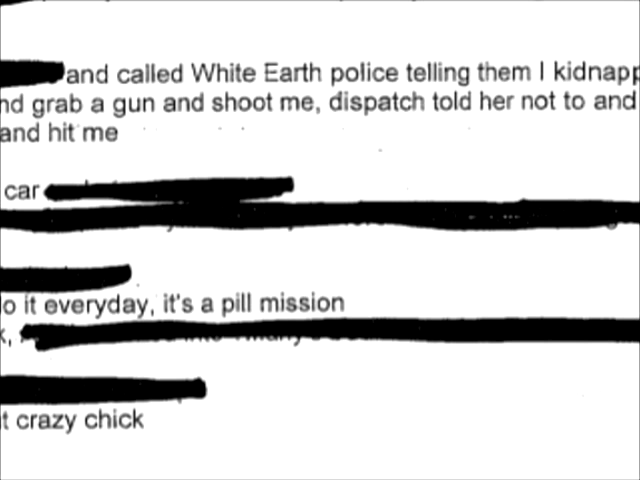 and called White Earth police telling them I kidnapp
nd grab a gun and shoot me, dispatch told her not to and
and hit me
car
o it everyday, it's a pill mission
t crazy chick